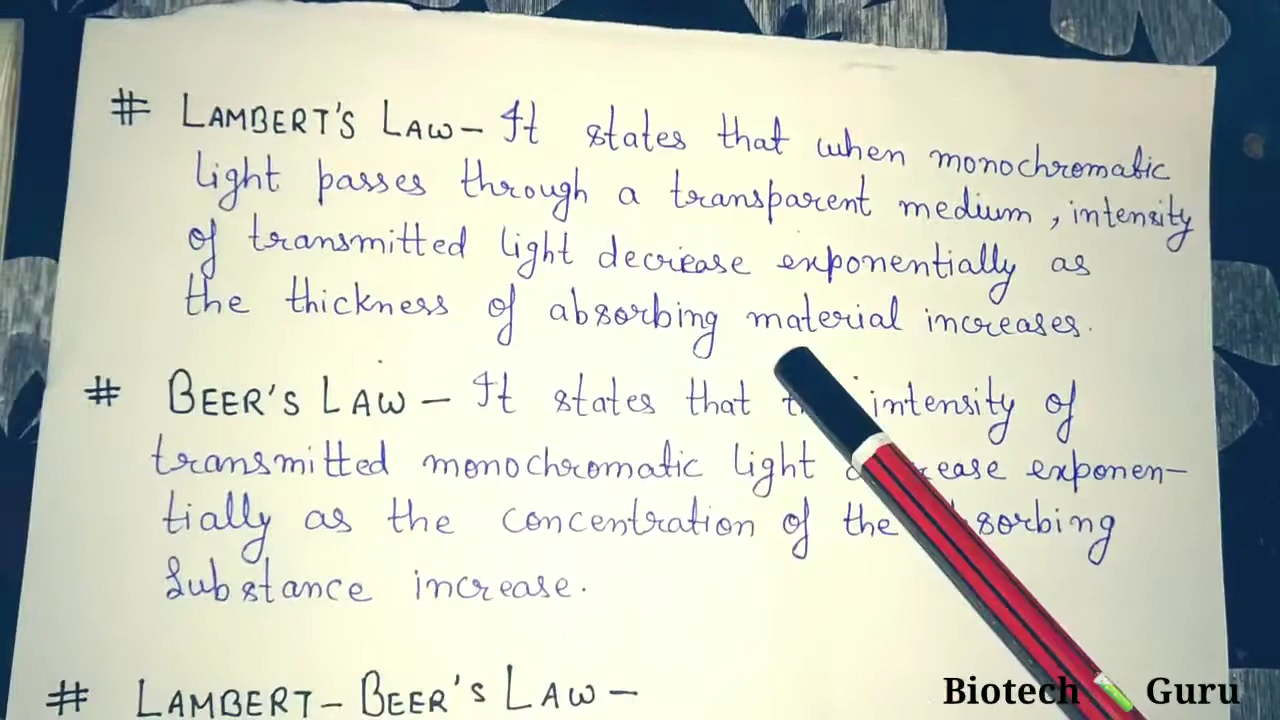 # LAMBERT'S LAW - It states that when monochromatic
light passes through a transparent medium, intensity
of transmitted light decrease exponentially as
the thickness of absorbing material increases.
# BEER'S LAW - It states that intensity of
transmitted monochromatic light exponen-
tially as the concentration of the
substance increase.
# LAMBERT-BEER'S LAW -
Biotech Guru